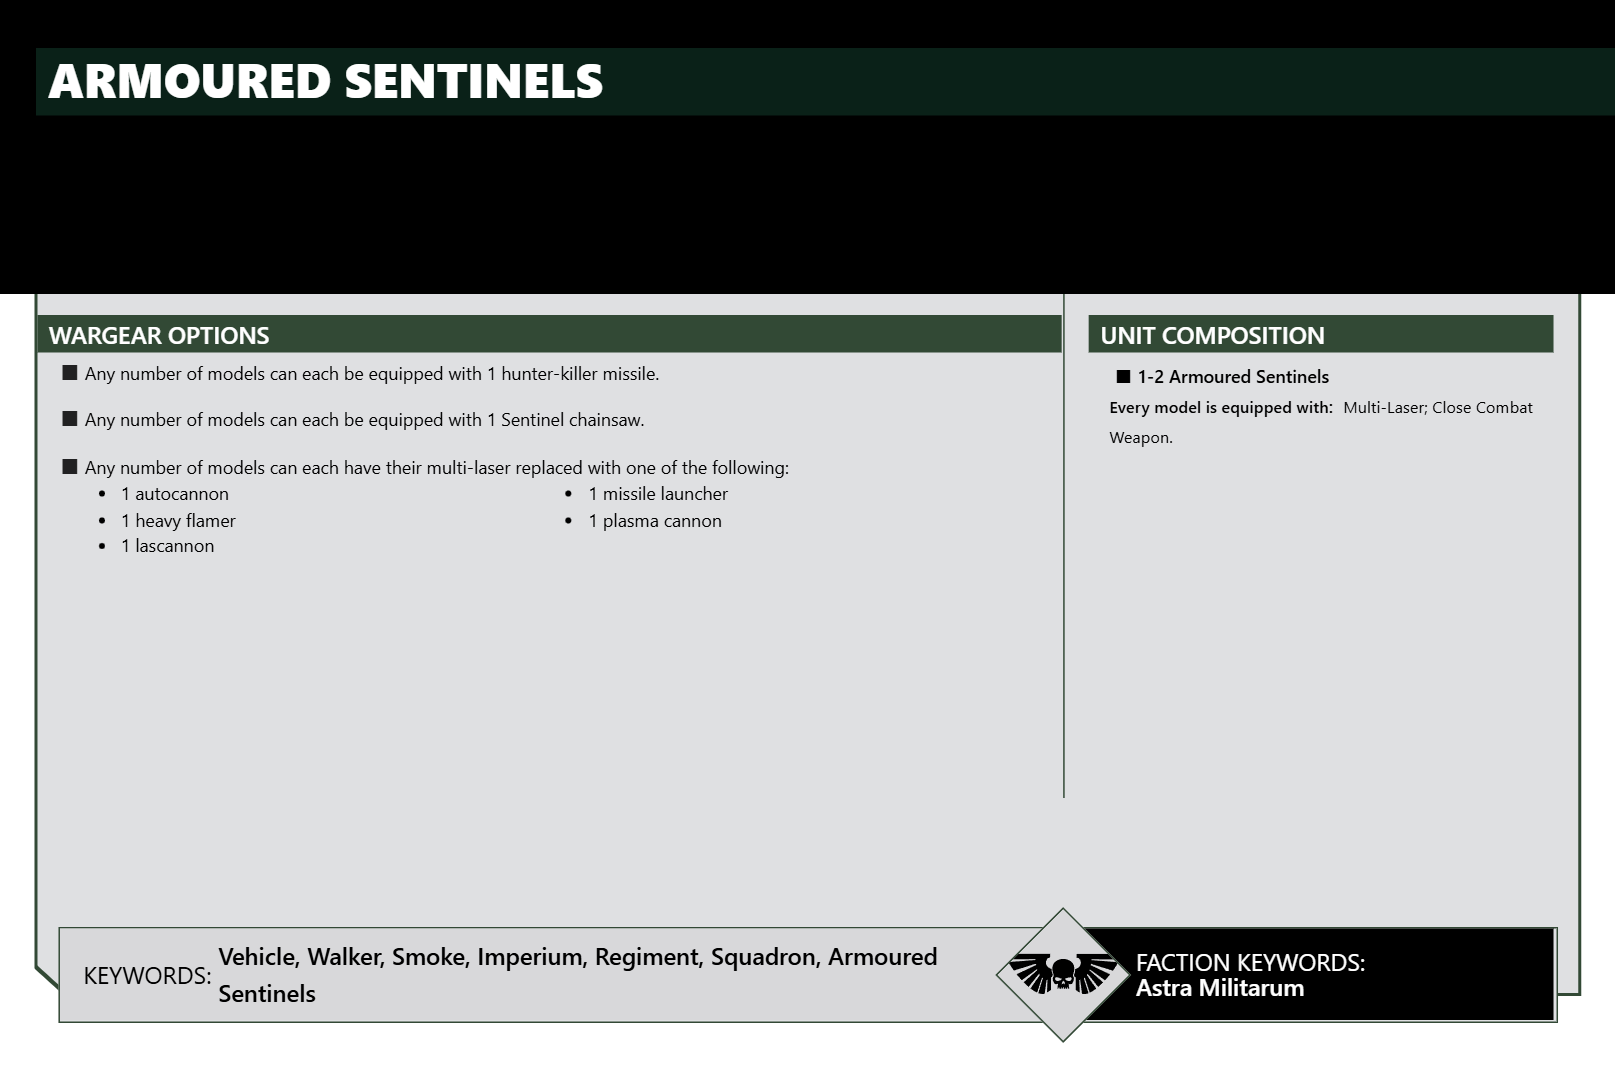 ARMOURED SENTINELS
WARGEAR OPTIONS
■ Any number of models can each be equipped with 1 hunter-killer missile.
■ Any number of models can each be equipped with 1 Sentinel chainsaw.
■ Any number of models can each have their multi-laser replaced with one of the following:
• 1 autocannon
• 1 heavy flamer
• 1 lascannon
• 1 missile launcher
• 1 plasma cannon
UNIT COMPOSITION
■ 1-2 Armoured Sentinels
Every model is equipped with: Multi-Laser; Close Combat
Weapon.
KEYWORDS: Vehicle, Walker, Smoke, Imperium, Regiment, Squadron, Armoured
Sentinels
FACTION KEYWORDS:
Astra Militarum